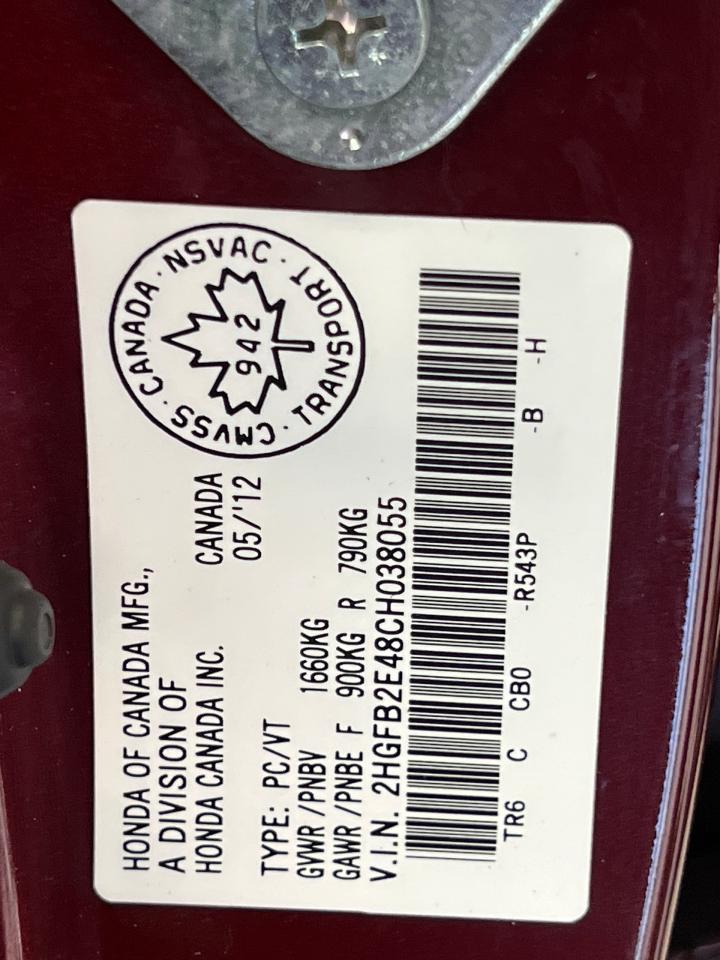 HONDA OF CANADA MFG.,
A DIVISION OF
HONDA CANADA INC.
CANADA
05/'12
TYPE: PC/VT
GVWR/PNBV 1660KG
GAWR/PNBE F 900KG R 790KG
V.I.N. 2HGFB2E48CH038055
TR6 C CB0 -R543P -B -H
CMVSS · CANADA · NSVAC · TRANSPORT ·
942